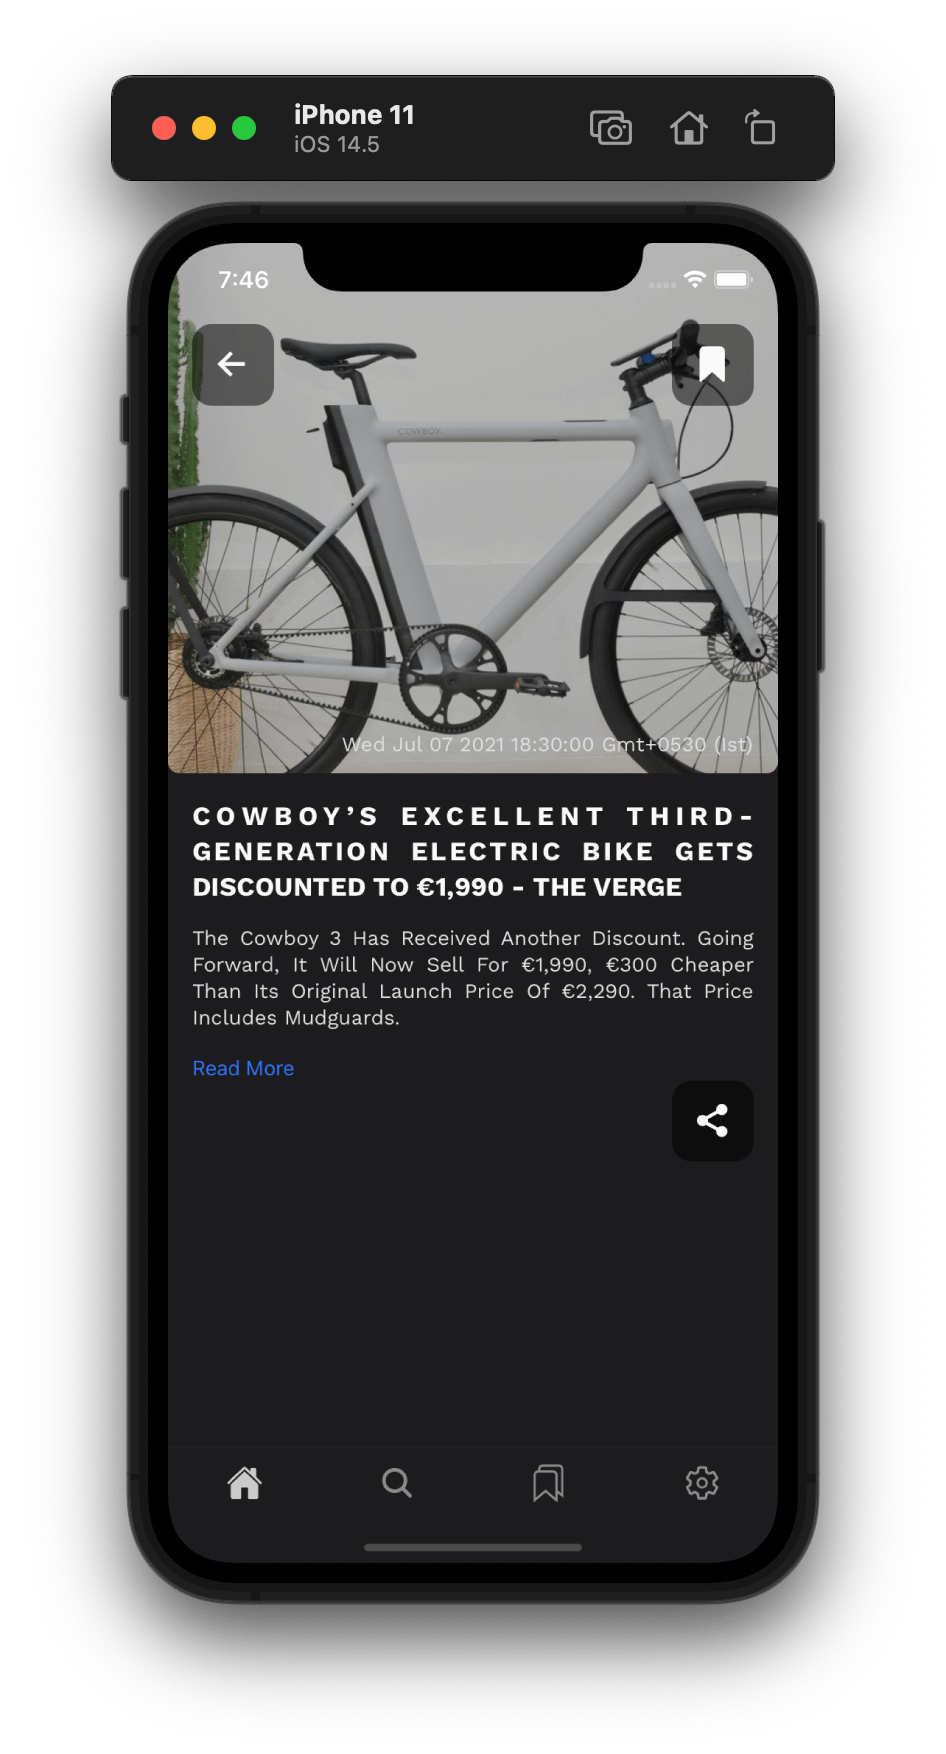 iPhone 11
iOS 14.5
7:46
COWBOY.
Wed Jul 07 2021 18:30:00 Gmt+0530 (Ist)
COWBOY’S EXCELLENT THIRD-
GENERATION ELECTRIC BIKE GETS
DISCOUNTED TO €1,990 - THE VERGE
The Cowboy 3 Has Received Another Discount. Going
Forward, It Will Now Sell For €1,990, €300 Cheaper
Than Its Original Launch Price Of €2,290. That Price
Includes Mudguards.
Read More